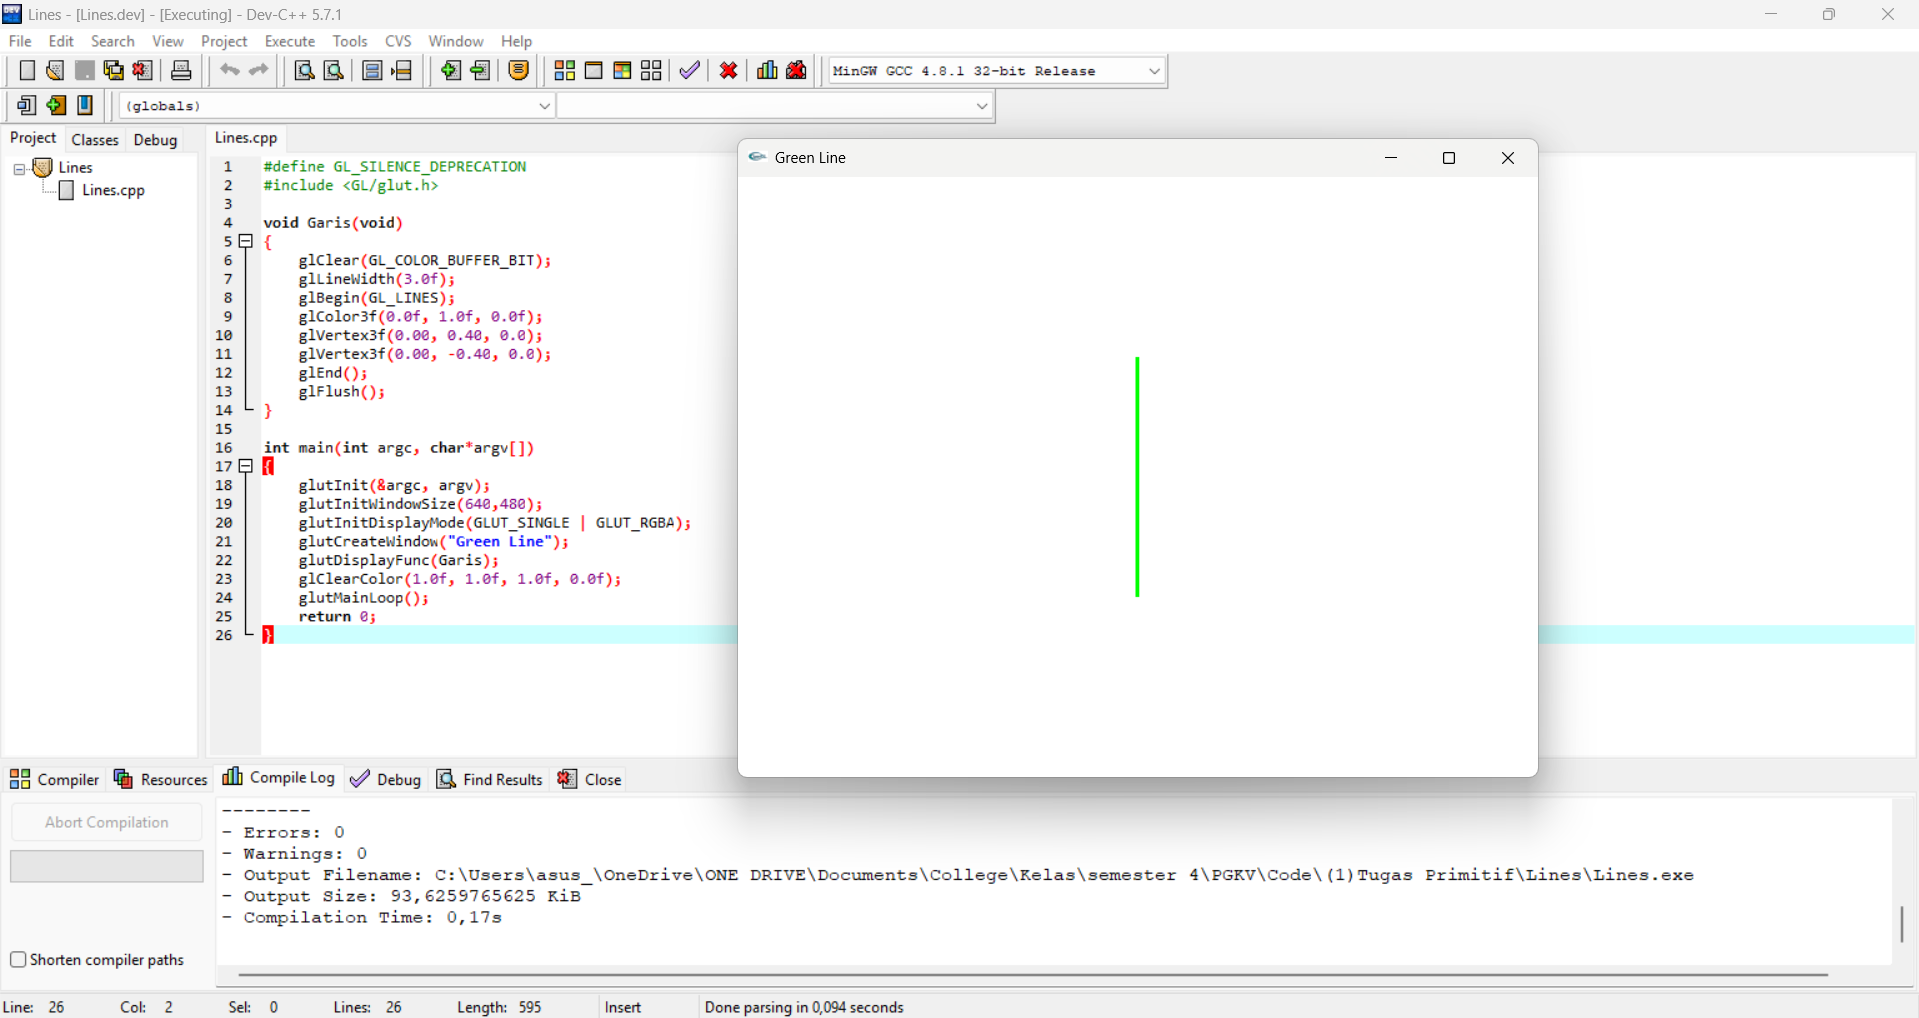 Lines - [Lines.dev] - [Executing] - Dev-C++ 5.7.1
File Edit Search View Project Execute Tools CVS Window Help
MinGW GCC 4.8.1 32-bit Release
(globals)
Project Classes Debug
Lines.cpp
Lines
Lines.cpp
1 #define GL_SILENCE_DEPRECATION
2 #include <GL/glut.h>
3
4 void Garis(void)
5 {
6 glClear(GL_COLOR_BUFFER_BIT);
7 glLineWidth(3.0f);
8 glBegin(GL_LINES);
9 glColor3f(0.0f, 1.0f, 0.0f);
10 glVertex3f(0.00, 0.40, 0.0);
11 glVertex3f(0.00, -0.40, 0.0);
12 glEnd();
13 glFlush();
14 }
15
16 int main(int argc, char*argv[])
17 {
18 glutInit(&argc, argv);
19 glutInitWindowSize(640,480);
20 glutInitDisplayMode(GLUT_SINGLE | GLUT_RGBA);
21 glutCreateWindow("Green Line");
22 glutDisplayFunc(Garis);
23 glClearColor(1.0f, 1.0f, 1.0f, 0.0f);
24 glutMainLoop();
25 return 0;
26 }
Green Line
Compiler Resources Compile Log Debug Find Results Close
Abort Compilation
Shorten compiler paths
--------
- Errors: 0
- Warnings: 0
- Output Filename: C:\Users\asus_\OneDrive\ONE DRIVE\Documents\College\Kelas\semester 4\PGKV\Code\(1)Tugas Primitif\Lines\Lines.exe
- Output Size: 93,6259765625 KiB
- Compilation Time: 0,17s
Line: 26 Col: 2 Sel: 0 Lines: 26 Length: 595 Insert Done parsing in 0,094 seconds